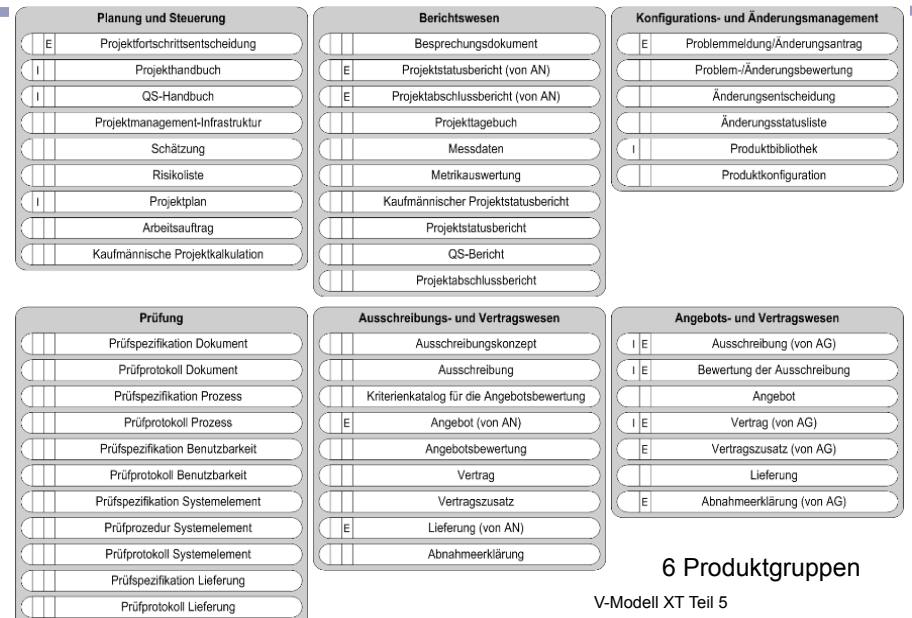 Planung und Steuerung
E Projektfortschrittsentscheidung
I Projekthandbuch
I QS-Handbuch
Projektmanagement-Infrastruktur
Schätzung
Risikoliste
I Projektplan
Arbeitsauftrag
Kaufmännische Projektkalkulation
Berichtswesen
Besprechungsdokument
E Projektstatusbericht (von AN)
E Projektabschlussbericht (von AN)
Projekttagebuch
Messdaten
Metrikauswertung
Kaufmännischer Projektstatusbericht
Projektstatusbericht
QS-Bericht
Projektabschlussbericht
Konfigurations- und Änderungsmanagement
E Problemmeldung/Änderungsantrag
Problem-/Änderungsbewertung
Änderungsentscheidung
Änderungsstatusliste
I Produktbibliothek
Produktkonfiguration
Prüfung
Prüfspezifikation Dokument
Prüfprotokoll Dokument
Prüfspezifikation Prozess
Prüfprotokoll Prozess
Prüfspezifikation Benutzbarkeit
Prüfprotokoll Benutzbarkeit
Prüfspezifikation Systemelement
Prüfprozedur Systemelement
Prüfprotokoll Systemelement
Prüfspezifikation Lieferung
Prüfprotokoll Lieferung
Ausschreibungs- und Vertragswesen
Ausschreibungskonzept
Ausschreibung
Kriterienkatalog für die Angebotsbewertung
E Angebot (von AN)
Angebotsbewertung
Vertrag
Vertragszusatz
E Lieferung (von AN)
Abnahmeerklärung
Angebots- und Vertragswesen
I E Ausschreibung (von AG)
I E Bewertung der Ausschreibung
Angebot
I E Vertrag (von AG)
E Vertragszusatz (von AG)
Lieferung
E Abnahmeerklärung (von AG)
6 Produktgruppen
V-Modell XT Teil 5